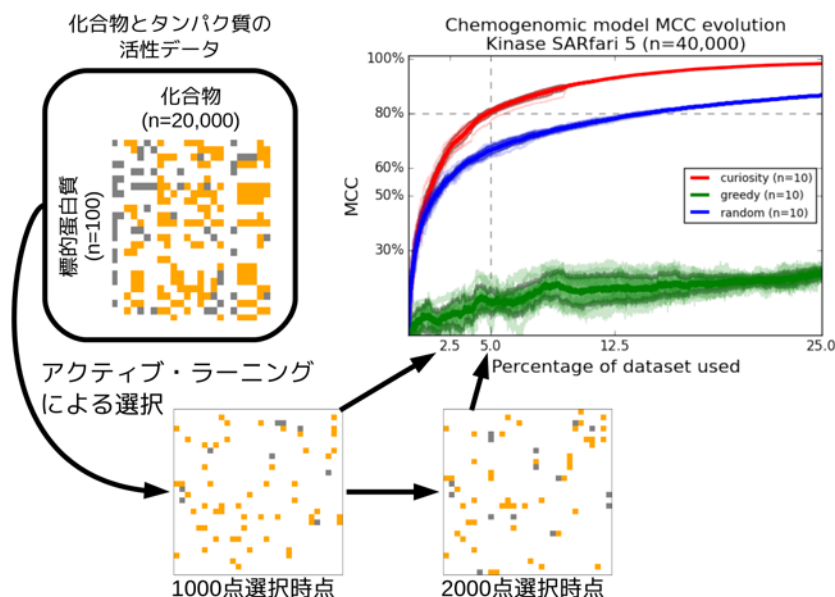 化合物とタンパク質の
活性データ
化合物
(n=20,000)
標的蛋白質
(n=100)
アクティブ・ラーニング
による選択
Chemogenomic model MCC evolution
Kinase SARfari 5 (n=40,000)
100%
80%
60%
50%
30%
MCC
curiosity (n=10)
greedy (n=10)
random (n=10)
2.5
5.0
12.5
25.0
Percentage of dataset used
1000点選択時点
2000点選択時点